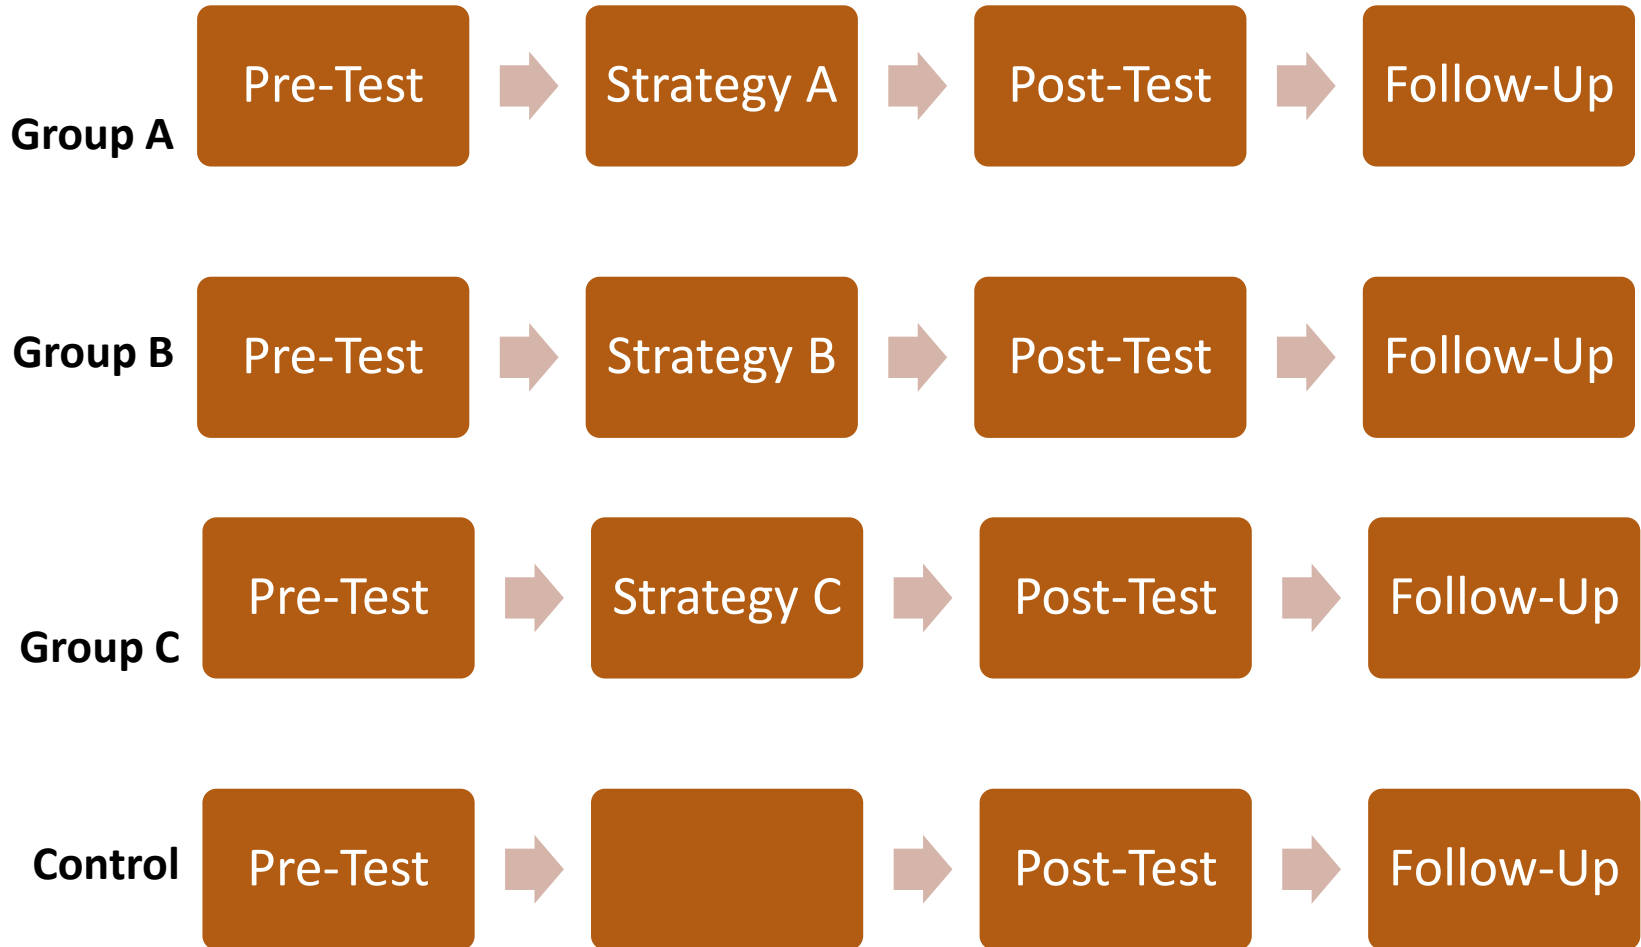 Group A
Pre-Test
Strategy A
Post-Test
Follow-Up
Group B
Pre-Test
Strategy B
Post-Test
Follow-Up
Group C
Pre-Test
Strategy C
Post-Test
Follow-Up
Control
Pre-Test
Post-Test
Follow-Up